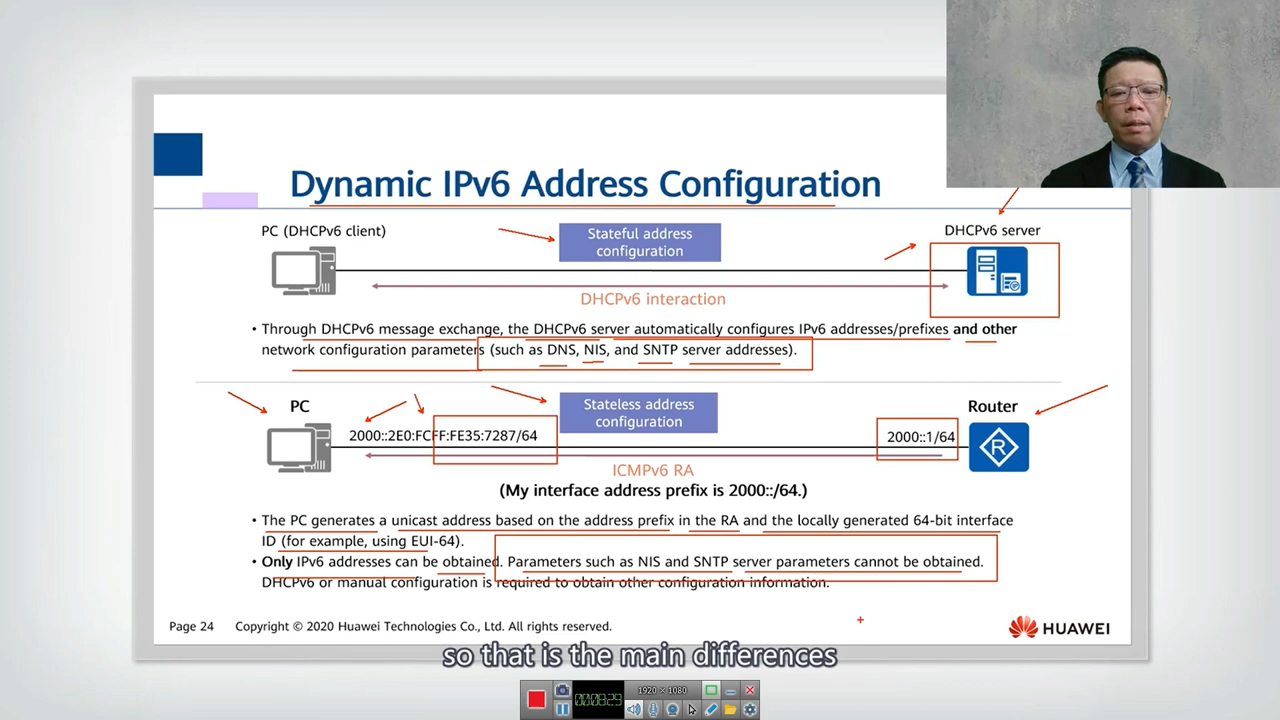 Dynamic IPv6 Address Configuration
PC (DHCPv6 client)
Stateful address
configuration
DHCPv6 server
DHCPv6 interaction
• Through DHCPv6 message exchange, the DHCPv6 server automatically configures IPv6 addresses/prefixes and other
network configuration parameters (such as DNS, NIS, and SNTP server addresses).
PC
Stateless address
configuration
Router
2000::2E0:FCFF:FE35:7287/64
2000::1/64
R
ICMPv6 RA
(My interface address prefix is 2000::/64.)
• The PC generates a unicast address based on the address prefix in the RA and the locally generated 64-bit interface
ID (for example, using EUI-64).
• Only IPv6 addresses can be obtained. Parameters such as NIS and SNTP server parameters cannot be obtained.
DHCPv6 or manual configuration is required to obtain other configuration information.
Page 24
Copyright © 2020 Huawei Technologies Co., Ltd. All rights reserved.
HUAWEI
so that is the main differences
000:08:29
1920 × 1080